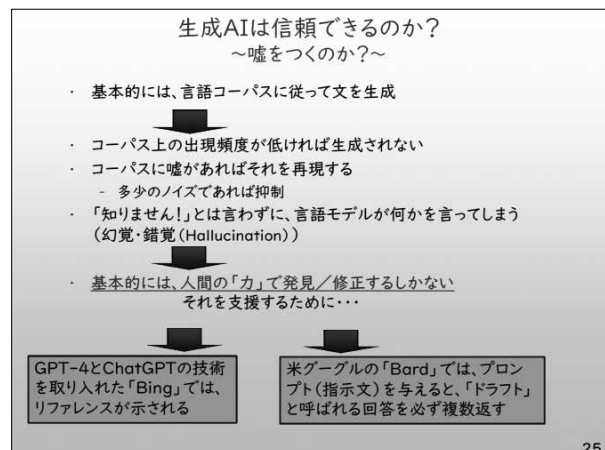 生成AIは信頼できるのか?
~嘘をつくのか?~
・ 基本的には、言語コーパスに従って文を生成
・ コーパス上の出現頻度が低ければ生成されない
・ コーパスに嘘があればそれを再現する
- 多少のノイズであれば抑制
・ 「知りません!」とは言わずに、言語モデルが何かを言ってしまう
(幻覚・錯覚(Hallucination))
・ 基本的には、人間の「力」で発見/修正するしかない
それを支援するために・・・
GPT-4とChatGPTの技術
を取り入れた「Bing」では、
リファレンスが示される
米グーグルの「Bard」では、プロン
プト(指示文)を与えると、「ドラフト」
と呼ばれる回答を必ず複数返す
25